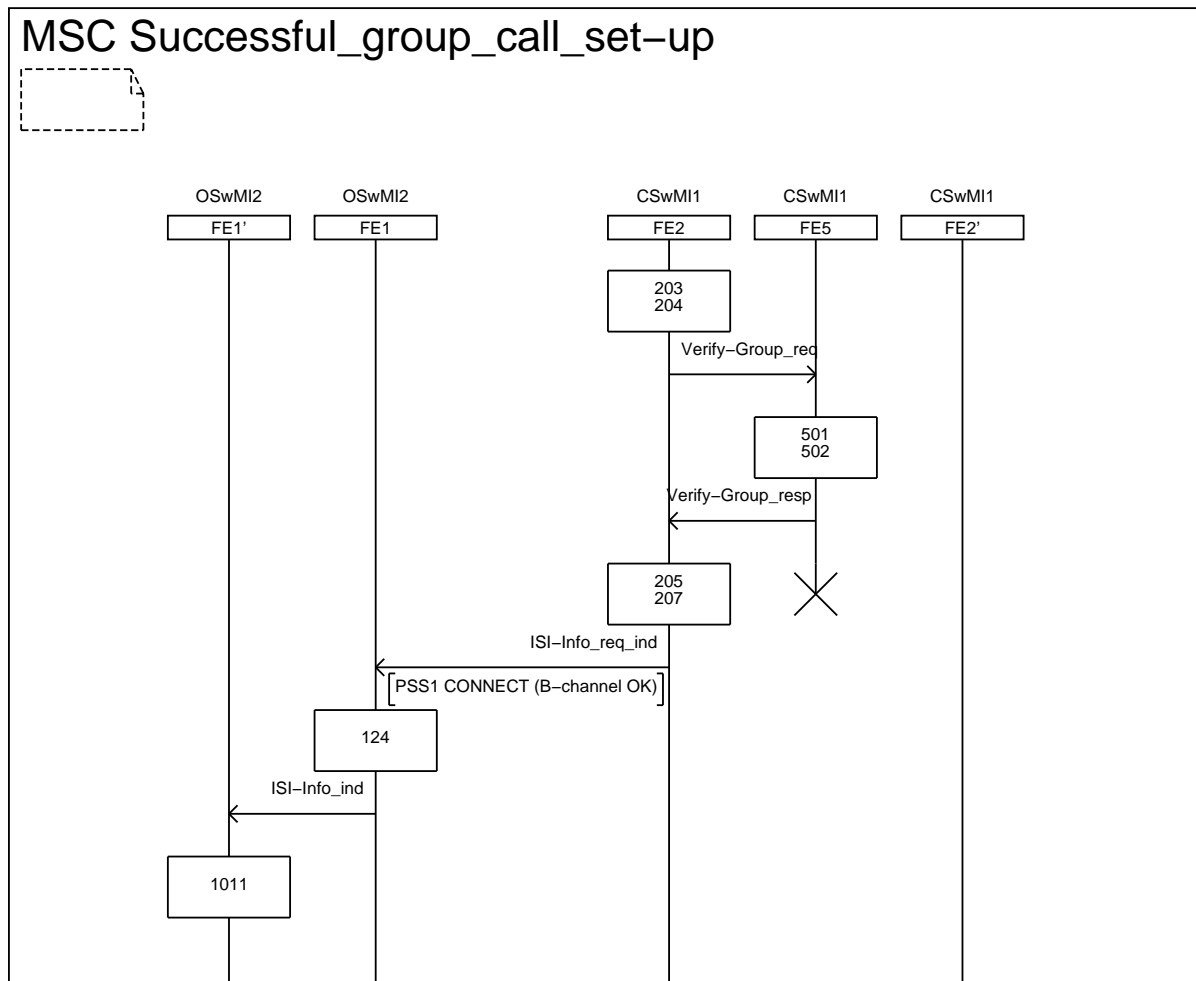 MSC Successful_group_call_set−up
OSwMI2 OSwMI2 CSwMI1 CSwMI1 CSwMI1
FE1' FE1 FE2 FE5 FE2'
203
204
Verify−Group_req
501
502
Verify−Group_resp
205
207
ISI−Info_req_ind
PSS1 CONNECT (B−channel OK)
124
ISI−Info_ind
1011